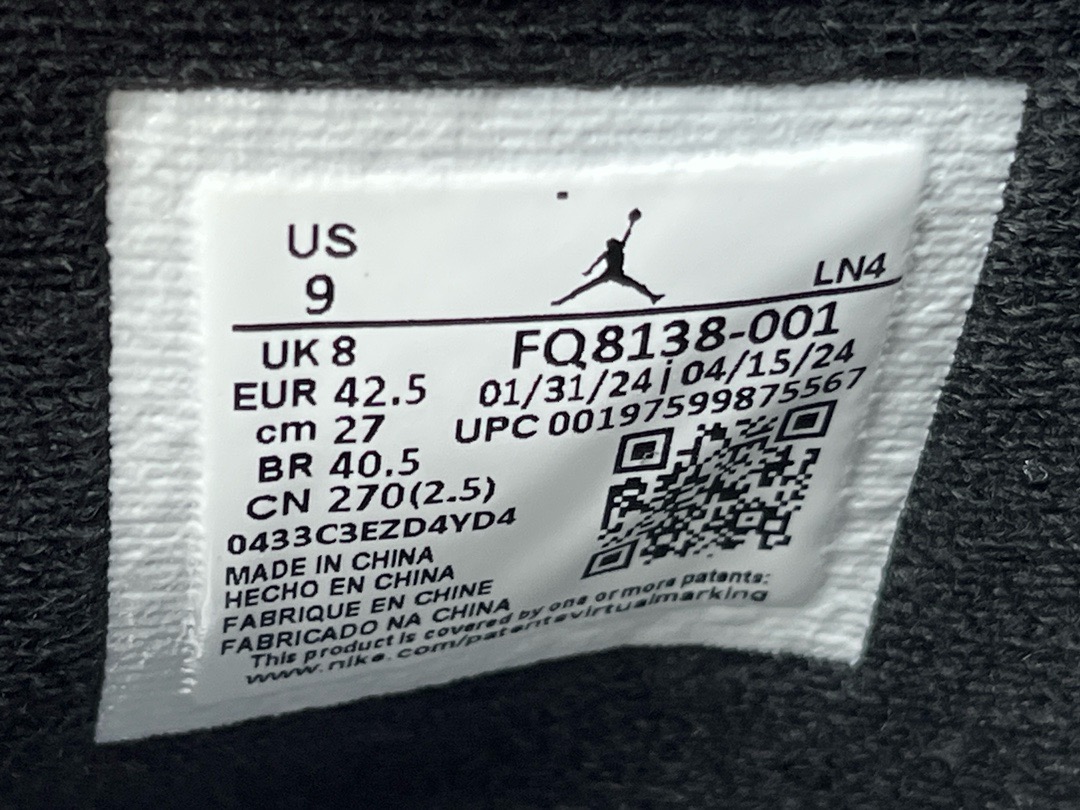 US
9
LN4
UK 8
FQ8138-001
EUR 42.5
01/31/24 | 04/15/24
cm 27
UPC 00197599875567
BR 40.5
CN 270(2.5)
0433C3EZD4YD4
MADE IN CHINA
HECHO EN CHINA
FABRIQUE EN CHINE
FABRICADO NA CHINA
This product is covered by one or more patents:
www.nike.com/patentsvirtualmarking